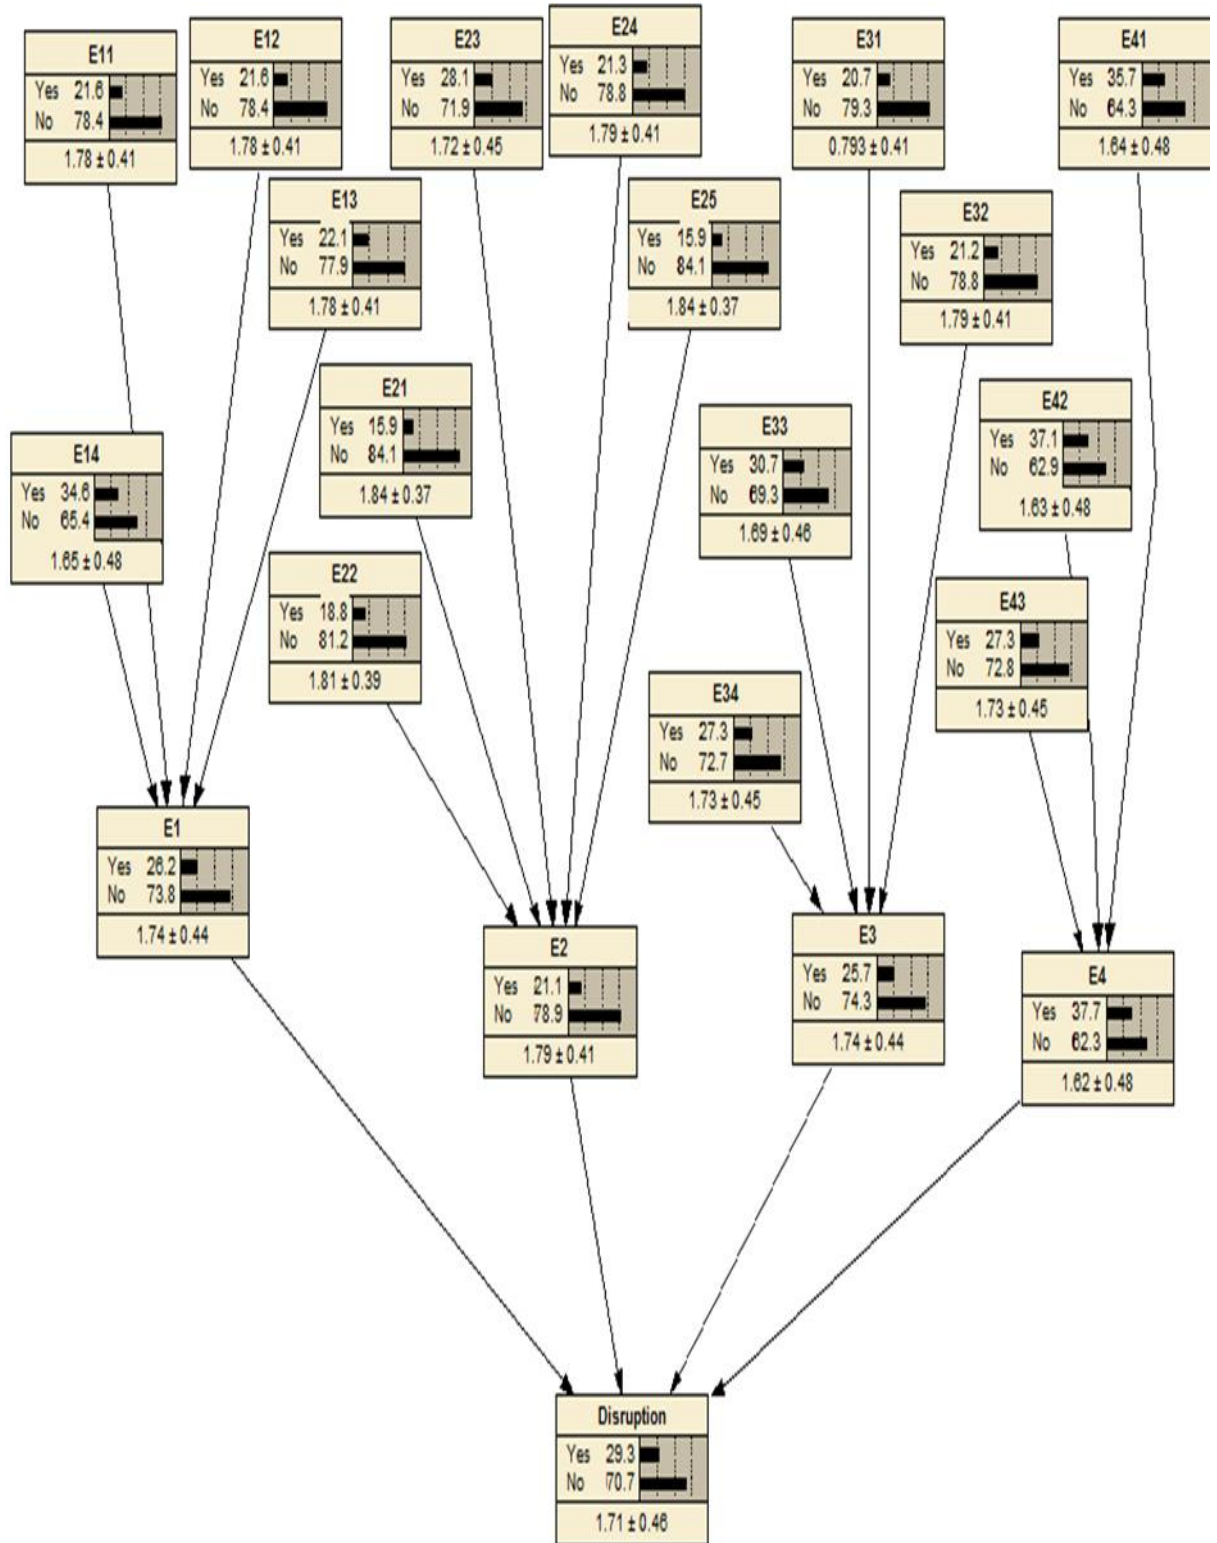 E11
Yes 21.6
No 78.4
1.78 ± 0.41
E12
Yes 21.6
No 78.4
1.78 ± 0.41
E23
Yes 28.1
No 71.9
1.72 ± 0.45
E24
Yes 21.3
No 78.8
1.79 ± 0.41
E31
Yes 20.7
No 79.3
0.793 ± 0.41
E41
Yes 35.7
No 64.3
1.64 ± 0.48
E13
Yes 22.1
No 77.9
1.78 ± 0.41
E25
Yes 15.9
No 84.1
1.84 ± 0.37
E32
Yes 21.2
No 78.8
1.79 ± 0.41
E21
Yes 15.9
No 84.1
1.84 ± 0.37
E42
Yes 37.1
No 62.9
1.63 ± 0.48
E33
Yes 30.7
No 69.3
1.69 ± 0.46
E14
Yes 34.6
No 65.4
1.65 ± 0.48
E22
Yes 18.8
No 81.2
1.81 ± 0.39
E43
Yes 27.3
No 72.8
1.73 ± 0.45
E34
Yes 27.3
No 72.7
1.73 ± 0.45
E1
Yes 26.2
No 73.8
1.74 ± 0.44
E2
Yes 21.1
No 78.9
1.79 ± 0.41
E3
Yes 25.7
No 74.3
1.74 ± 0.44
E4
Yes 37.7
No 62.3
1.62 ± 0.48
Disruption
Yes 29.3
No 70.7
1.71 ± 0.46